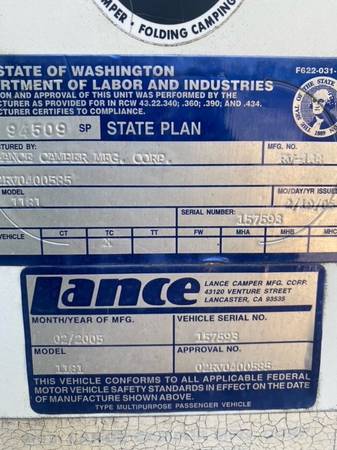 MPER • FOLDING CAMPING
STATE OF WASHINGTON
DEPARTMENT OF LABOR AND INDUSTRIES
F622-031-
TION AND APPROVAL OF THIS UNIT WAS PERFORMED BY THE
CTURER AS PROVIDED FOR IN RCW 43.22.340; .360; .390; AND .434.
CTURER CERTIFIES TO COMPLIANCE.
94509 SP STATE PLAN
CTURED BY: MFG. NO.
LANCE CAMPER MFG. CORP.
02RV0400585
MODEL MO/DAY/YR ISSUED
1181
SERIAL NUMBER: 157593
VEHICLE CT TC TT FW MHA MHB MHC
X
Lance
LANCE CAMPER MFG. CORP.
43120 VENTURE STREET
LANCASTER, CA 93535
MONTH/YEAR OF MFG. VEHICLE SERIAL NO.
02/2005 157593
MODEL APPROVAL NO.
1181 02RV0400585
THIS VEHICLE CONFORMS TO ALL APPLICABLE FEDERAL
MOTOR VEHICLE SAFETY STANDARDS IN EFFECT ON THE DATE
OF MANUFACTURE SHOWN ABOVE.
TYPE MULTIPURPOSE PASSENGER VEHICLE